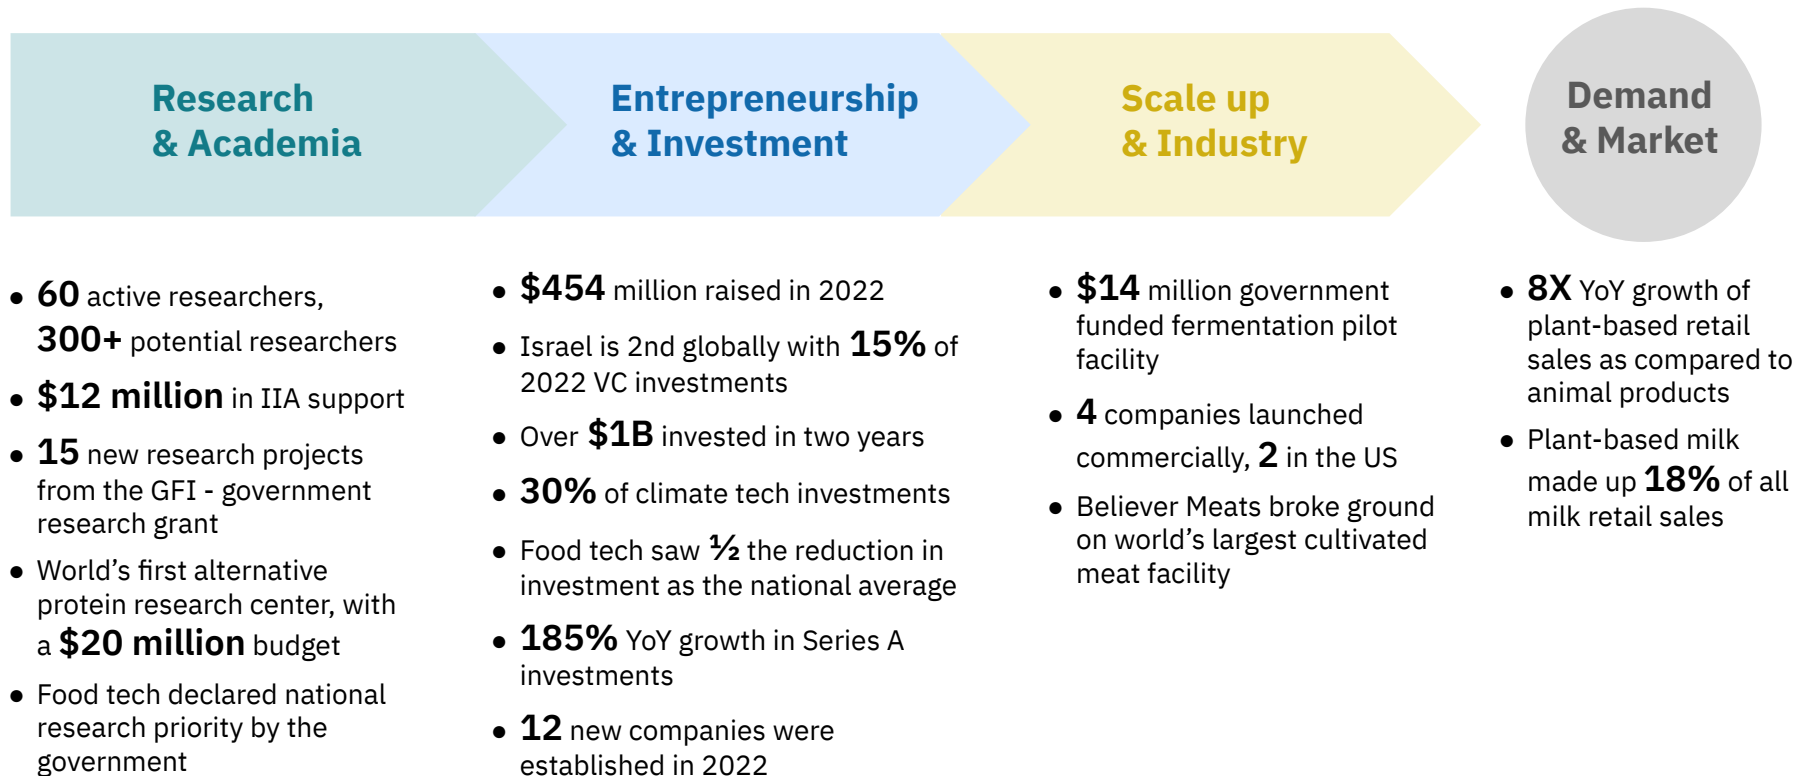 Research
& Academia
Entrepreneurship
& Investment
Scale up
& Industry
Demand
& Market
● 60 active researchers,
300+ potential researchers
● $12 million in IIA support
● 15 new research projects
from the GFI - government
research grant
● World's first alternative
protein research center, with
a $20 million budget
● Food tech declared national
research priority by the
government
● $454 million raised in 2022
● Israel is 2nd globally with 15% of
2022 VC investments
● Over $1B invested in two years
● 30% of climate tech investments
● Food tech saw ½ the reduction in
investment as the national average
● 185% YoY growth in Series A
investments
● 12 new companies were
established in 2022
● $14 million government
funded fermentation pilot
facility
● 4 companies launched
commercially, 2 in the US
● Believer Meats broke ground
on world's largest cultivated
meat facility
● 8X YoY growth of
plant-based retail
sales as compared to
animal products
● Plant-based milk
made up 18% of all
milk retail sales